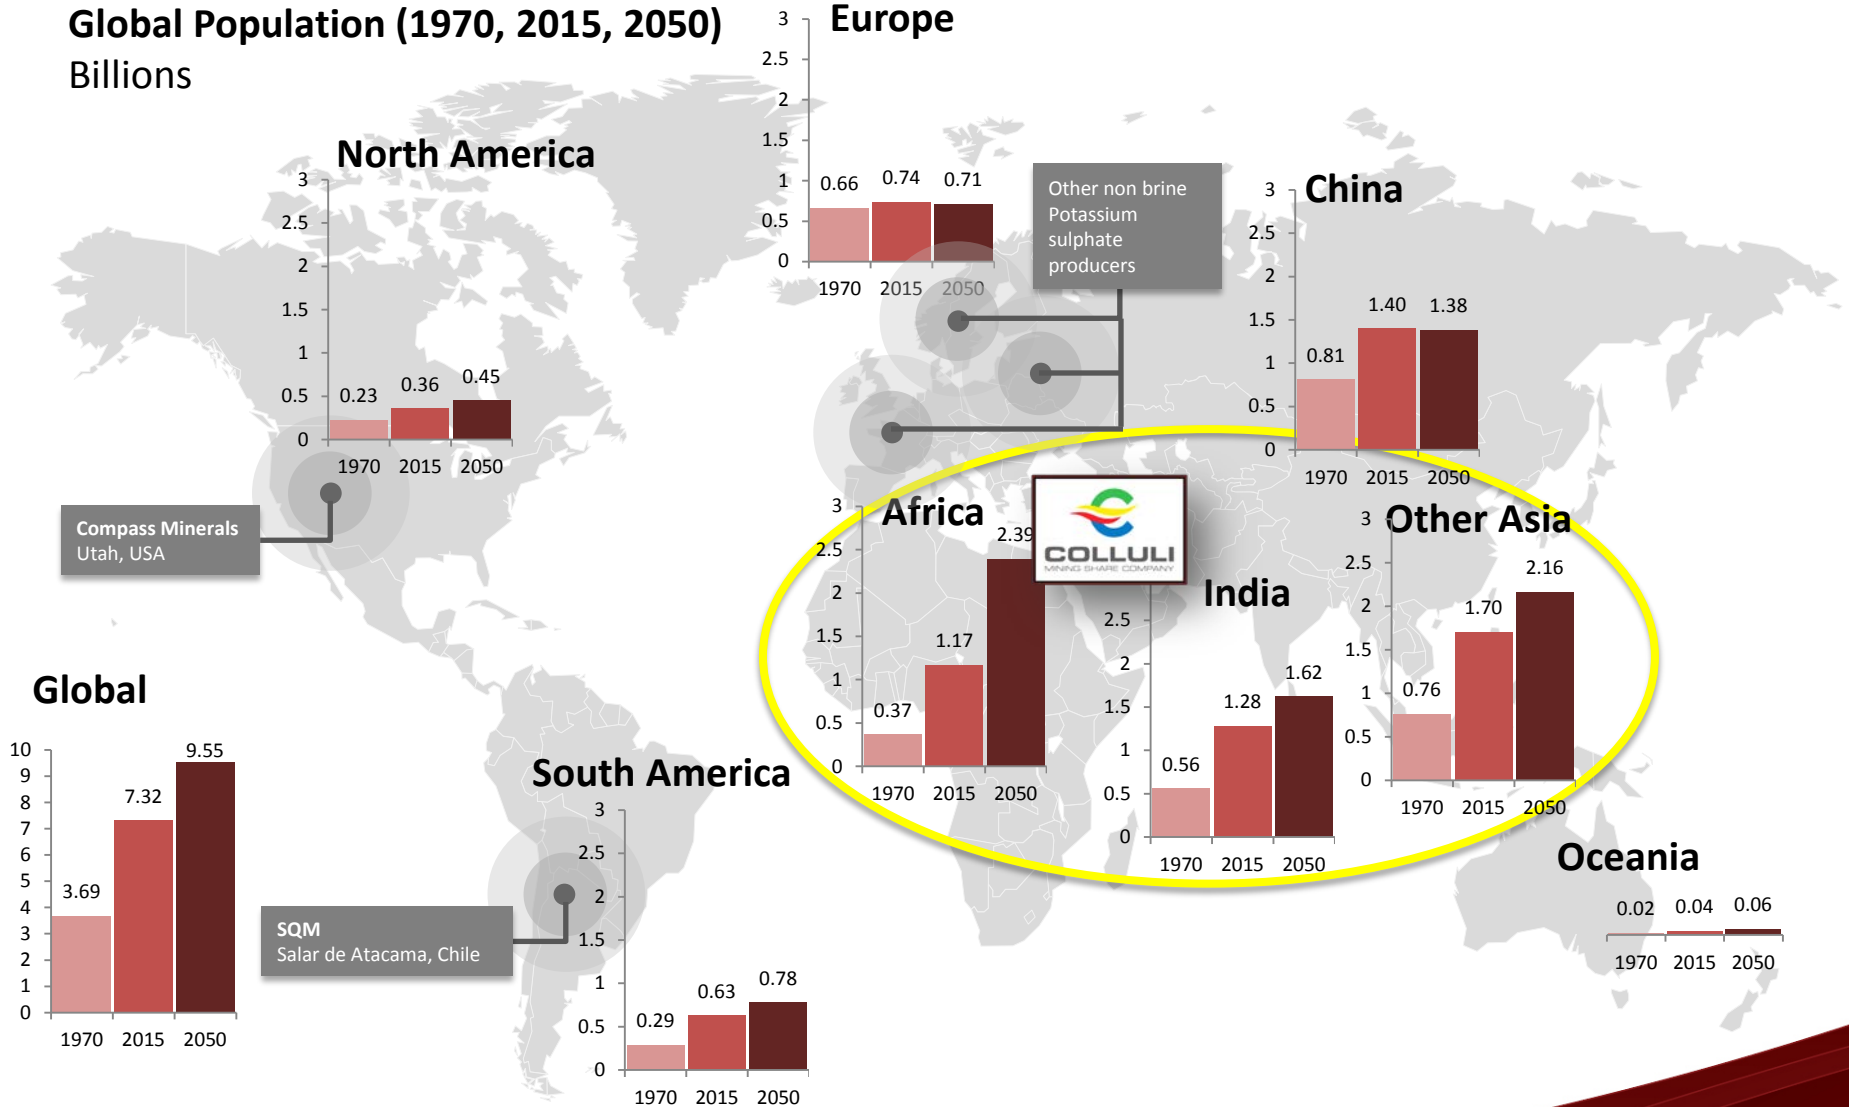 Global Population (1970, 2015, 2050)
Billions
Europe
3
2.5
2
1.5
1
0.5
0
0.66 0.74 0.71
1970 2015 2050
North America
3
2.5
2
1.5
1
0.5
0
0.23 0.36 0.45
1970 2015 2050
Other non brine
Potassium
sulphate
producers
China
3
2.5
2
1.5
1
0.5
0
0.81 1.40 1.38
1970 2015 2050
Compass Minerals
Utah, USA
Africa
3
2.5
2
1.5
1
0.5
0
0.37 1.17 2.39
1970 2015 2050
COLLULI
MINING SHARE COMPANY
India
2.5
2
1.5
1
0.5
0
0.56 1.28 1.62
1970 2015 2050
Other Asia
3
2.5
2
1.5
1
0.5
0
0.76 1.70 2.16
1970 2015 2050
Global
10
9
8
7
6
5
4
3
2
1
0
3.69 7.32 9.55
1970 2015 2050
South America
3
2.5
2
1.5
1
0.5
0
0.29 0.63 0.78
1970 2015 2050
SQM
Salar de Atacama, Chile
Oceania
0.02 0.04 0.06
1970 2015 2050